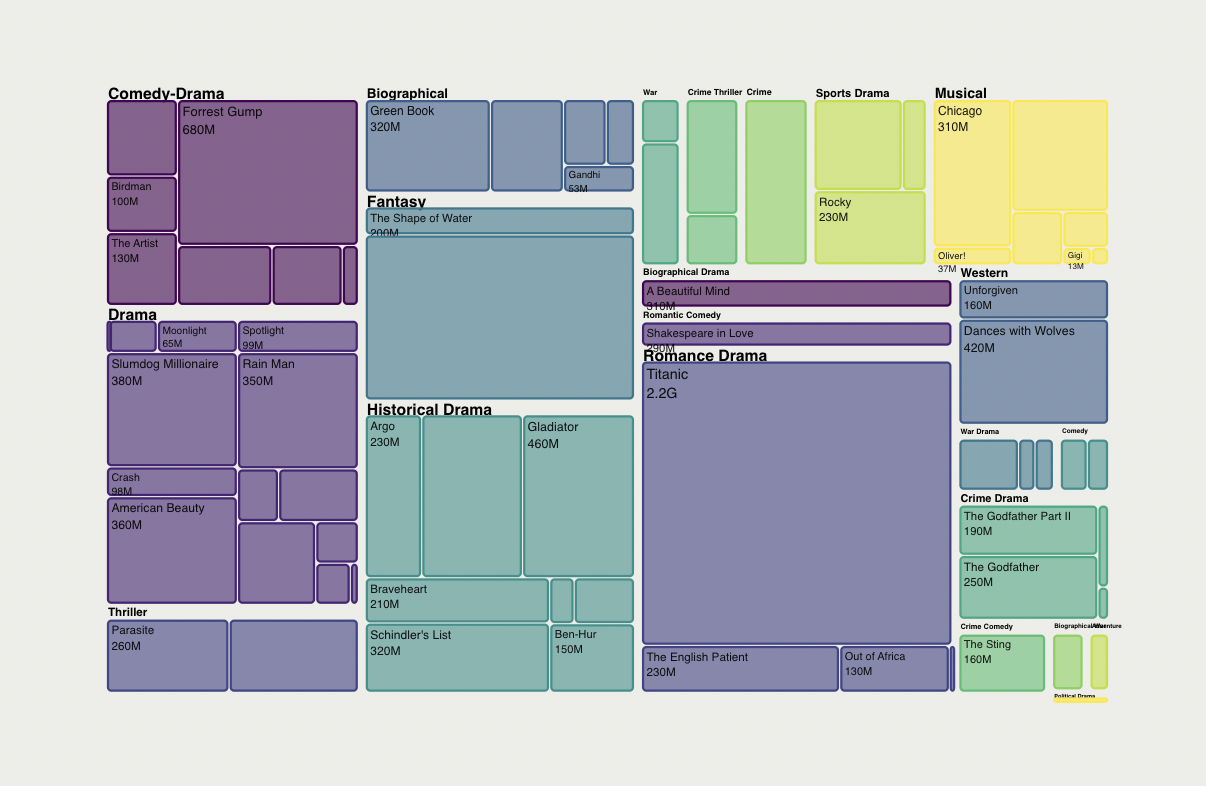 Comedy-Drama
Forrest Gump
680M
Birdman
100M
The Artist
130M
Drama
Moonlight
65M
Spotlight
99M
Slumdog Millionaire
380M
Rain Man
350M
Crash
98M
American Beauty
360M
Thriller
Parasite
260M
Biographical
Green Book
320M
Gandhi
53M
Fantasy
The Shape of Water
200M
Historical Drama
Argo
230M
Gladiator
460M
Braveheart
210M
Schindler's List
320M
Ben-Hur
150M
War
Crime Thriller
Crime
Sports Drama
Rocky
230M
Musical
Chicago
310M
Oliver!
37M
Gigi
13M
Biographical Drama
A Beautiful Mind
310M
Romantic Comedy
Shakespeare in Love
290M
Romance Drama
Titanic
2.2G
The English Patient
230M
Out of Africa
130M
Western
Unforgiven
160M
Dances with Wolves
420M
War Drama
Comedy
Crime Drama
The Godfather Part II
190M
The Godfather
250M
Crime Comedy
The Sting
160M
Biographical War
Adventure
Political Drama